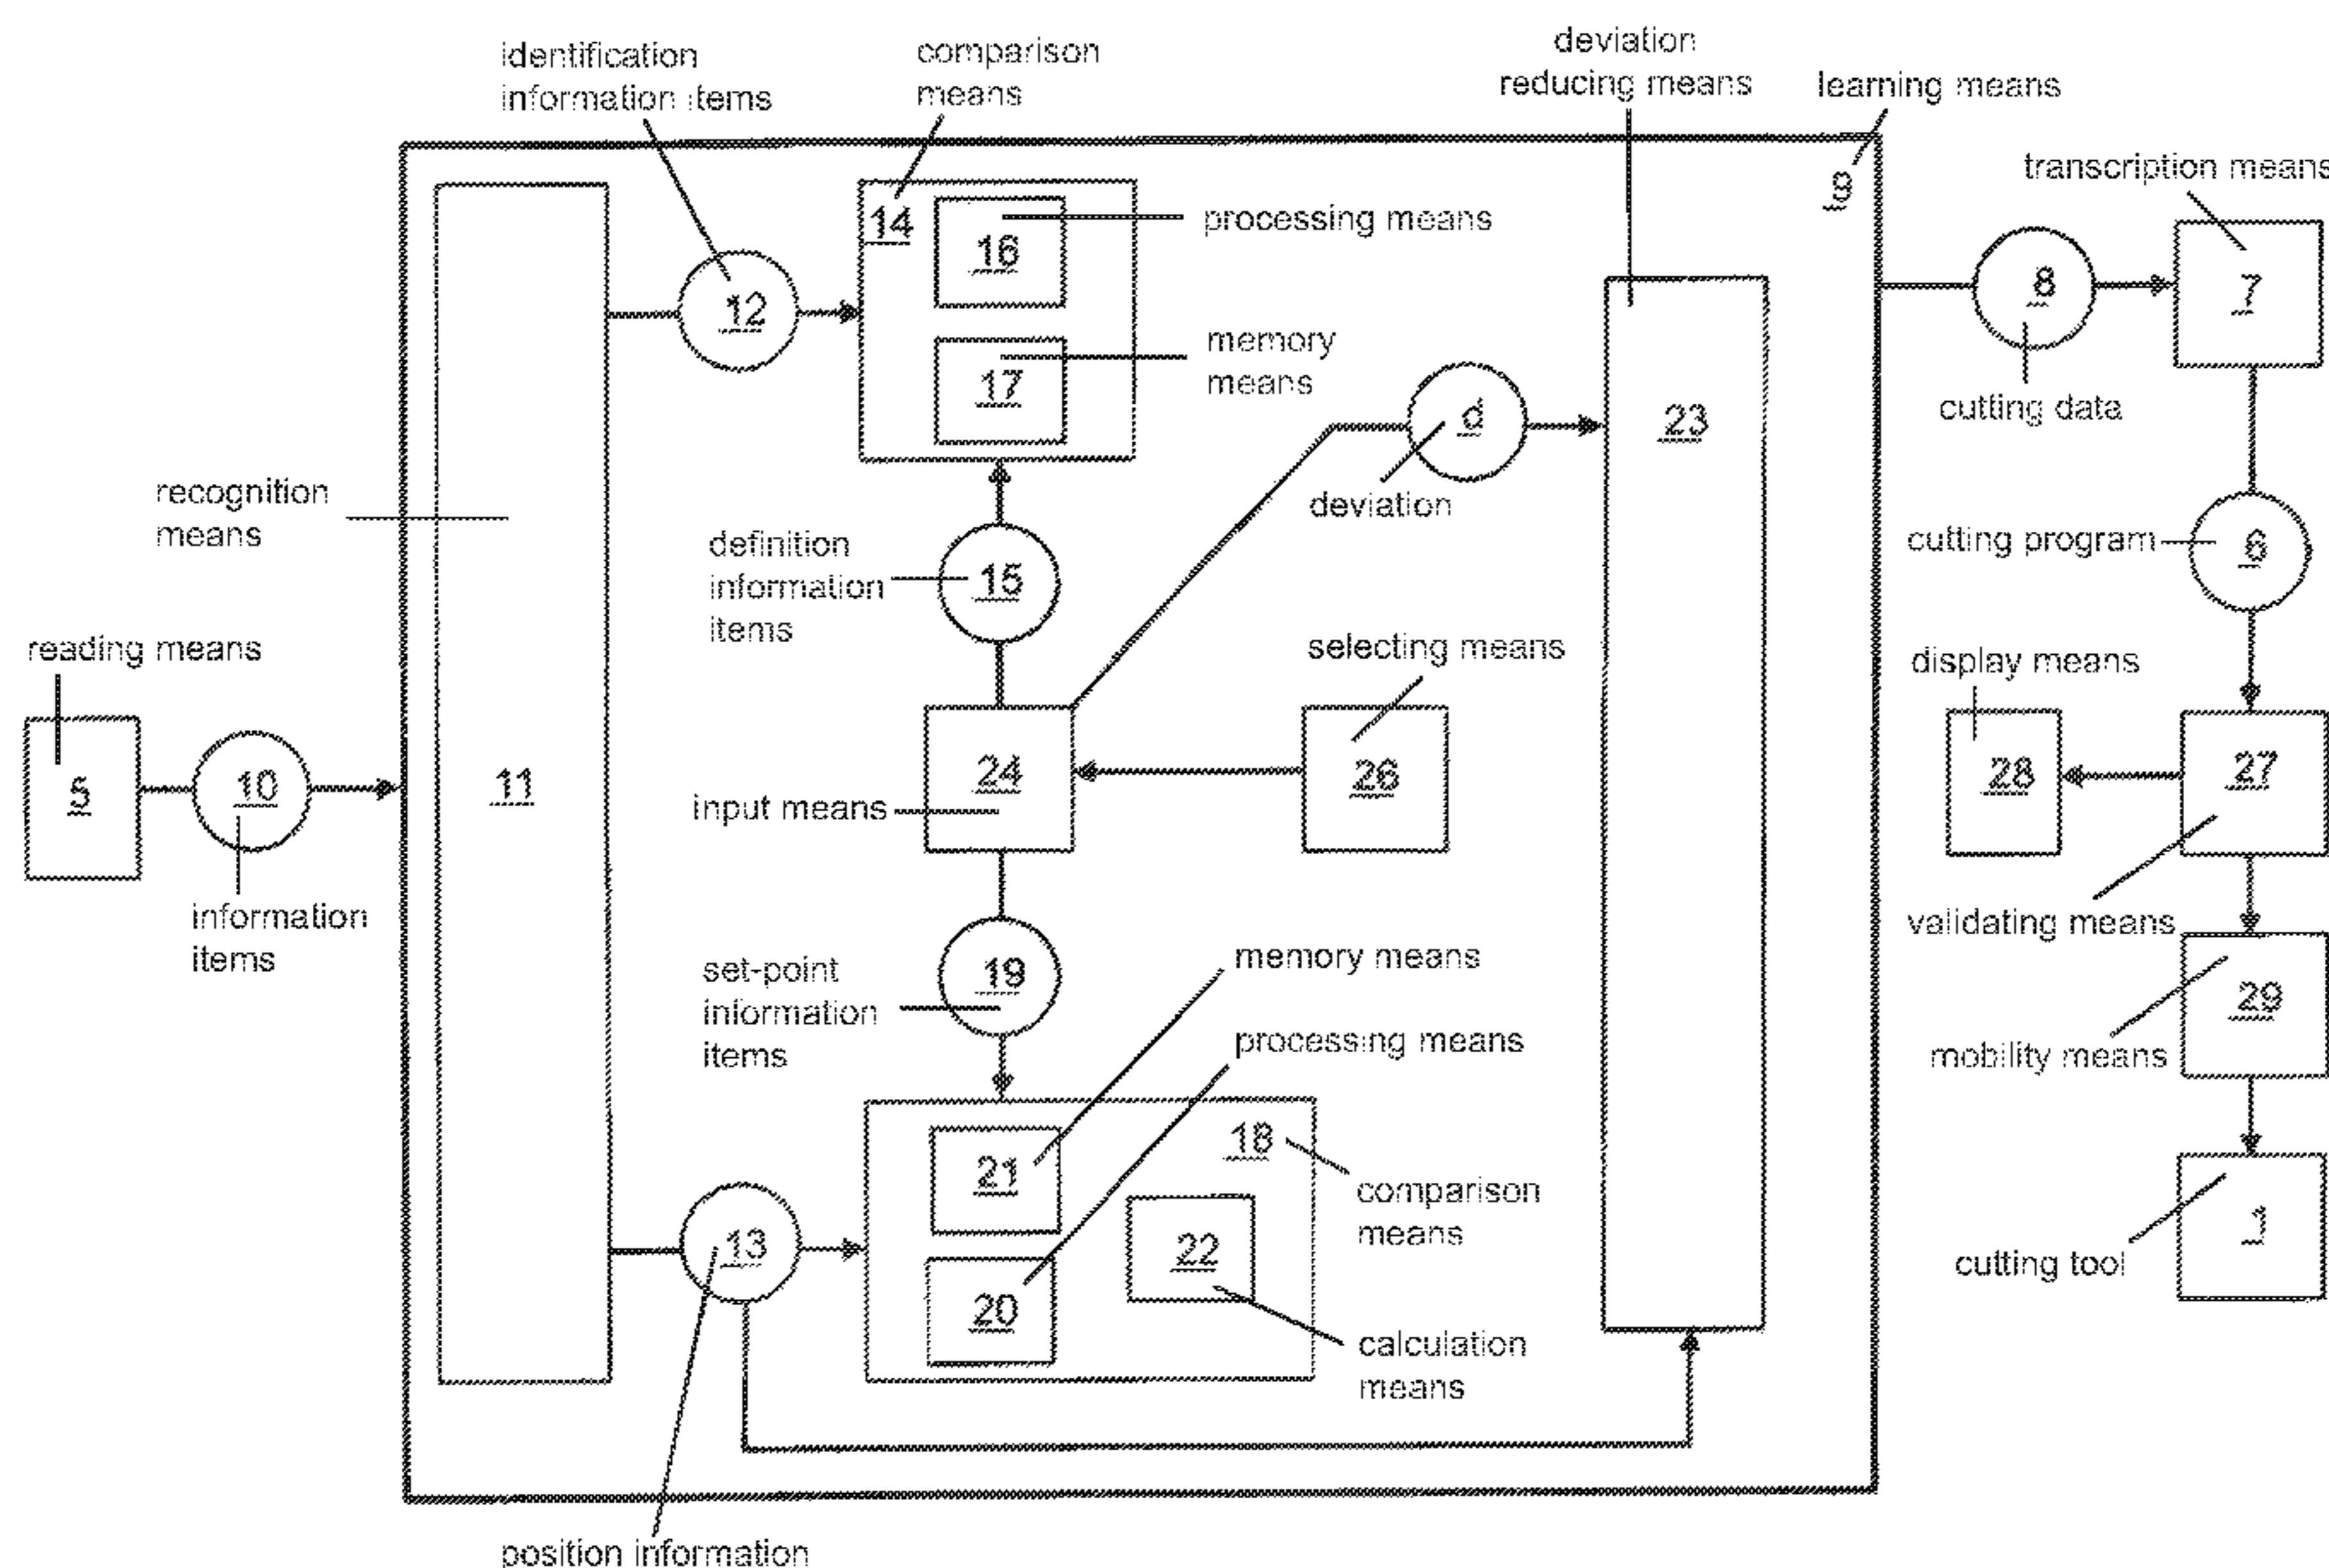 identification
information items
comparison
means
deviation
reducing means
learning means
transcription means
9
14
16
processing means
12
8
7
memory
means
17
cutting data
d
23
recognition
means
deviation
definition
information
items
15
cutting program
6
reading means
selecting means
display means
5
10
11
24
26
28
27
input means
information
items
validating means
set-point
information
items
19
memory means
29
processing means
mobility means
21
18
comparison
means
13
22
1
20
cutting tool
calculation
means
position information